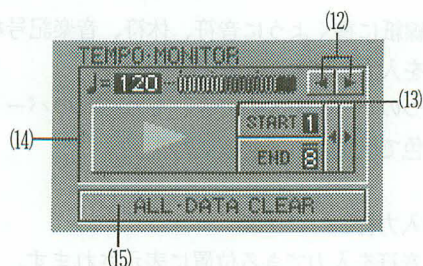 (12)
TEMPO·MONITOR
♩=120
(13)
START 1
(14)
END 8
ALL·DATA CLEAR
(15)